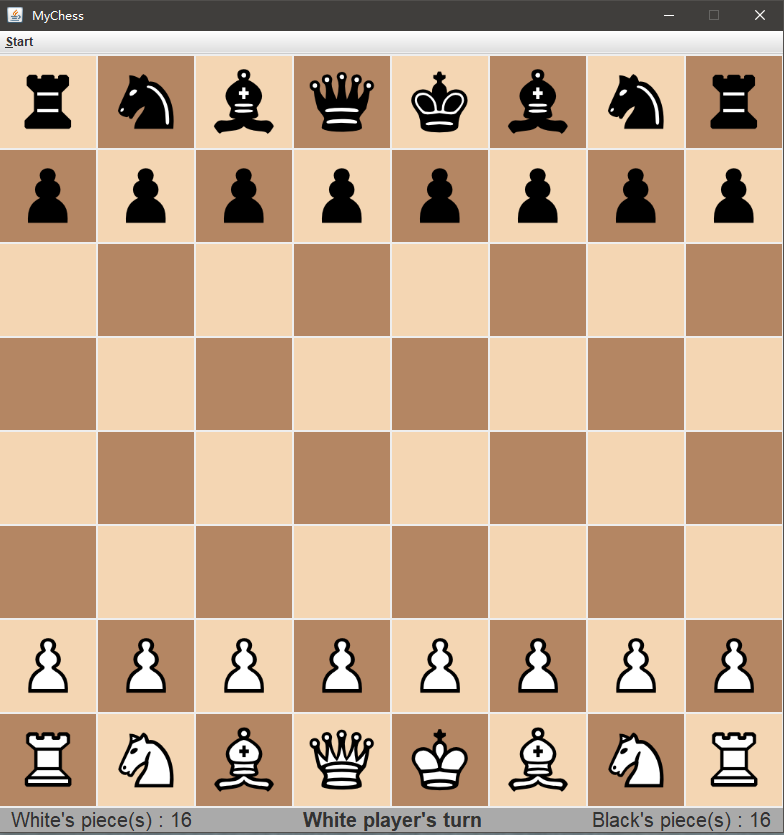 MyChess
Start
White's piece(s) : 16 White player's turn Black's piece(s) : 16